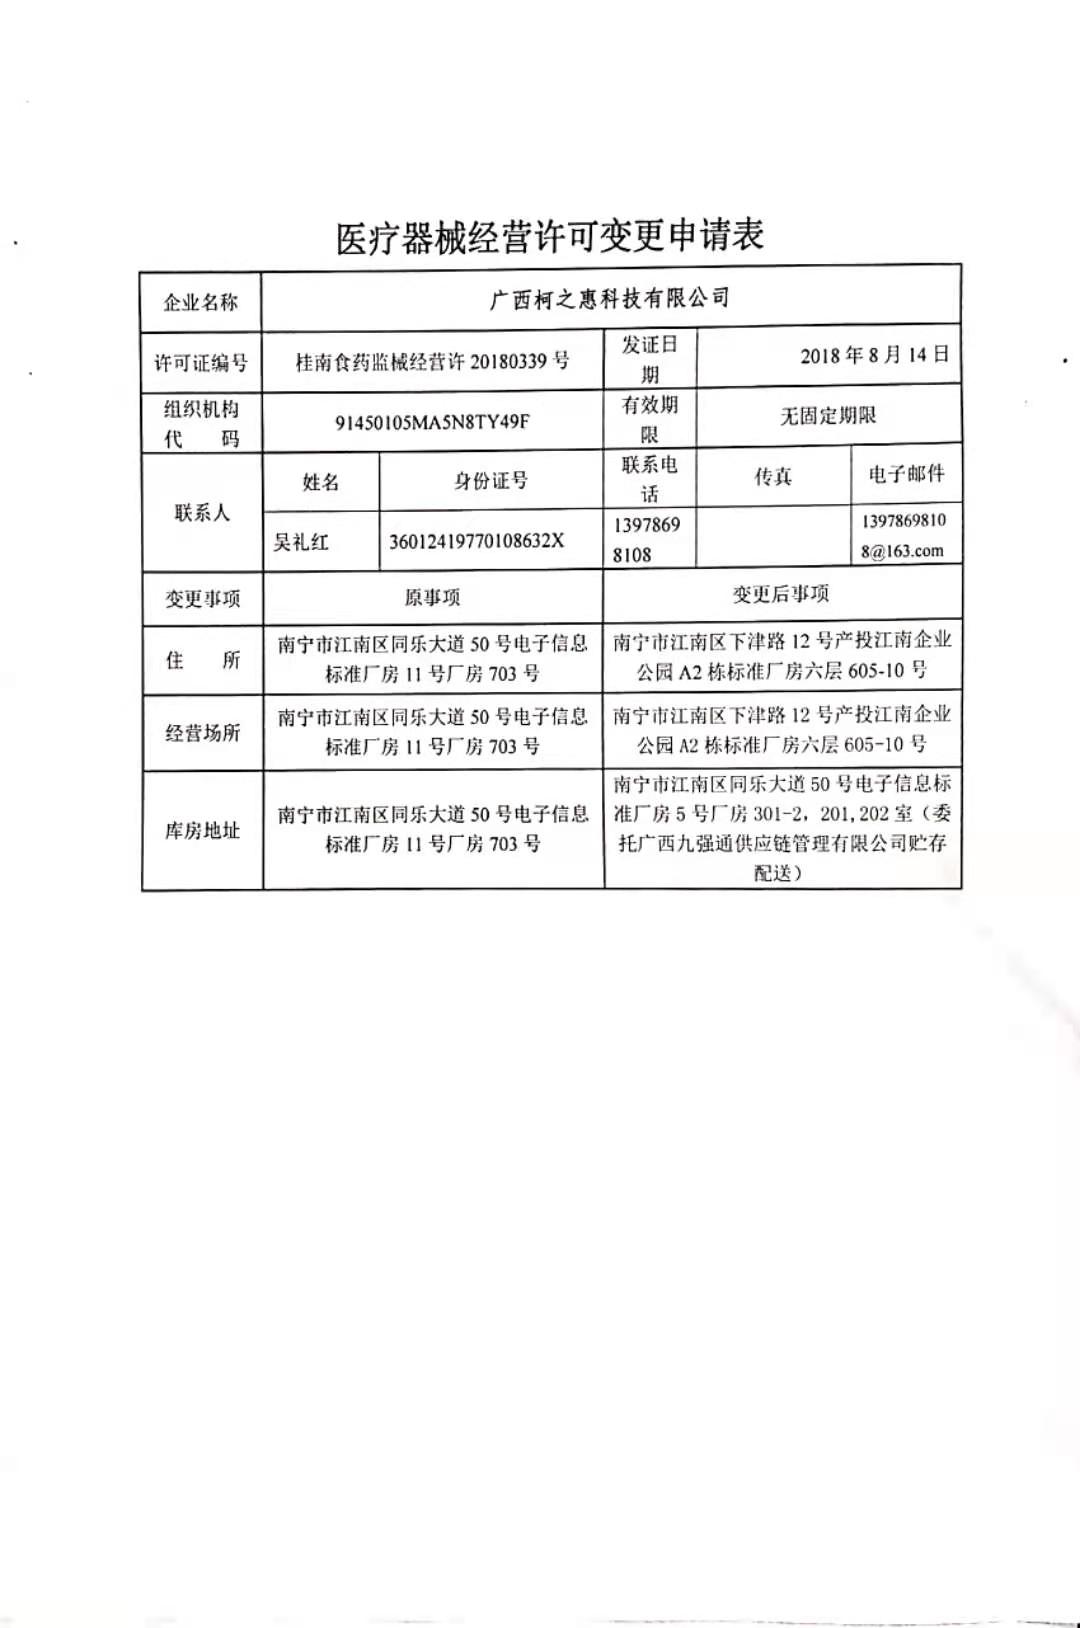 医疗器械经营许可变更申请表
企业名称
广西柯之惠科技有限公司
许可证编号
桂南食药监械经营许 20180339 号
发证日
期
2018 年 8 月 14 日
组织机构
代 码
91450105MA5N8TY49F
有效期
限
无固定期限
联系人
姓名
身份证号
联系电
话
传真
电子邮件
吴礼红
36012419770108632X
1397869
8108
1397869810
8@163.com
变更事项
原事项
变更后事项
住 所
南宁市江南区同乐大道 50 号电子信息
标准厂房 11 号厂房 703 号
南宁市江南区下津路 12 号产投江南企业
公园 A2 栋标准厂房六层 605-10 号
经营场所
南宁市江南区同乐大道 50 号电子信息
标准厂房 11 号厂房 703 号
南宁市江南区下津路 12 号产投江南企业
公园 A2 栋标准厂房六层 605-10 号
库房地址
南宁市江南区同乐大道 50 号电子信息
标准厂房 11 号厂房 703 号
南宁市江南区同乐大道 50 号电子信息标
准厂房 5 号厂房 301-2，201,202 室（委
托广西九强通供应链管理有限公司贮存
配送）